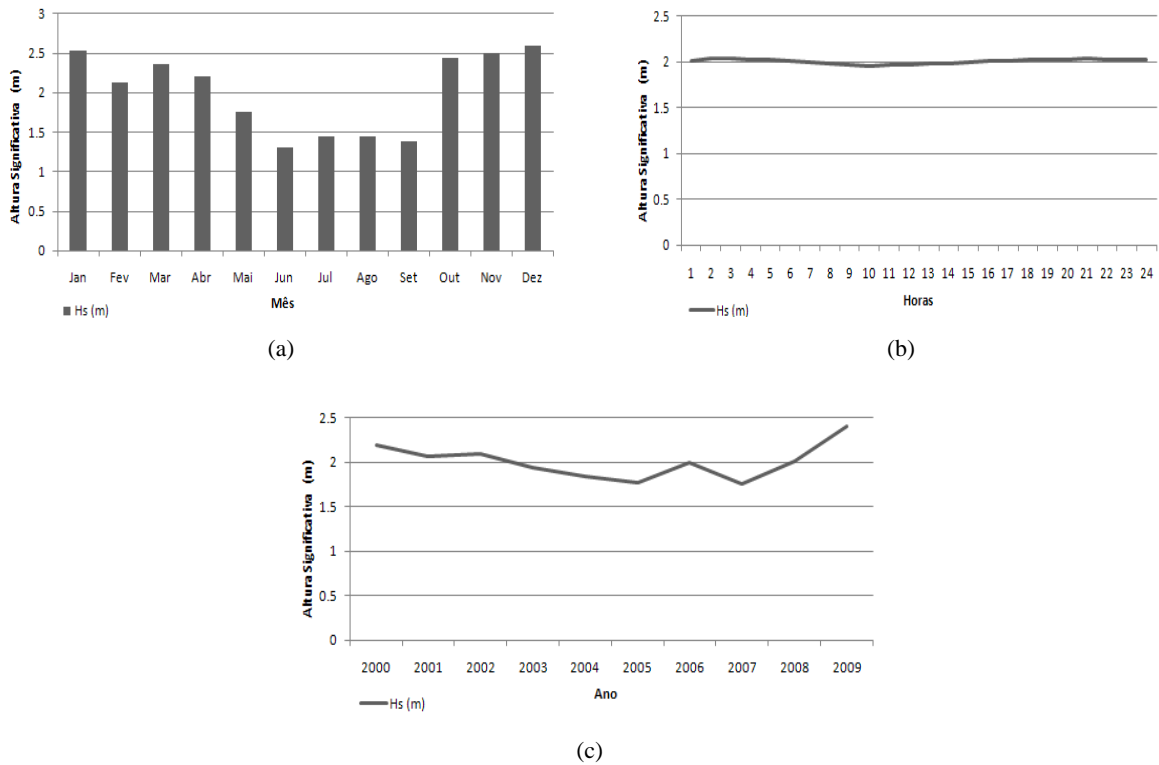 3
2.5
2
1.5
1
0.5
0
Altura Significativa (m)
Jan Fev Mar Abr Mai Jun Jul Ago Set Out Nov Dez
Mês
Hs (m)
(a)
2.5
2
1.5
1
0.5
0
Altura Significativa (m)
1 2 3 4 5 6 7 8 9 10 11 12 13 14 15 16 17 18 19 20 21 22 23 24
Horas
Hs (m)
(b)
2.5
2
1.5
1
0.5
0
Altura Significativa (m)
2000 2001 2002 2003 2004 2005 2006 2007 2008 2009
Ano
Hs (m)
(c)